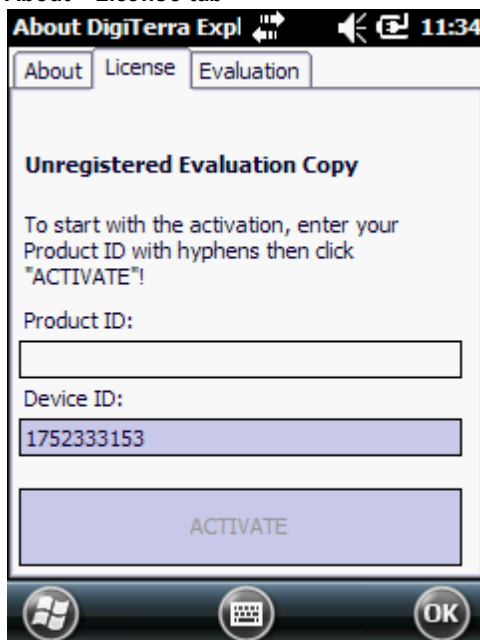 About DigiTerra Expl 11:34
About License Evaluation
Unregistered Evaluation Copy
To start with the activation, enter your
Product ID with hyphens then click
"ACTIVATE"!
Product ID:
Device ID:
1752333153
ACTIVATE
OK